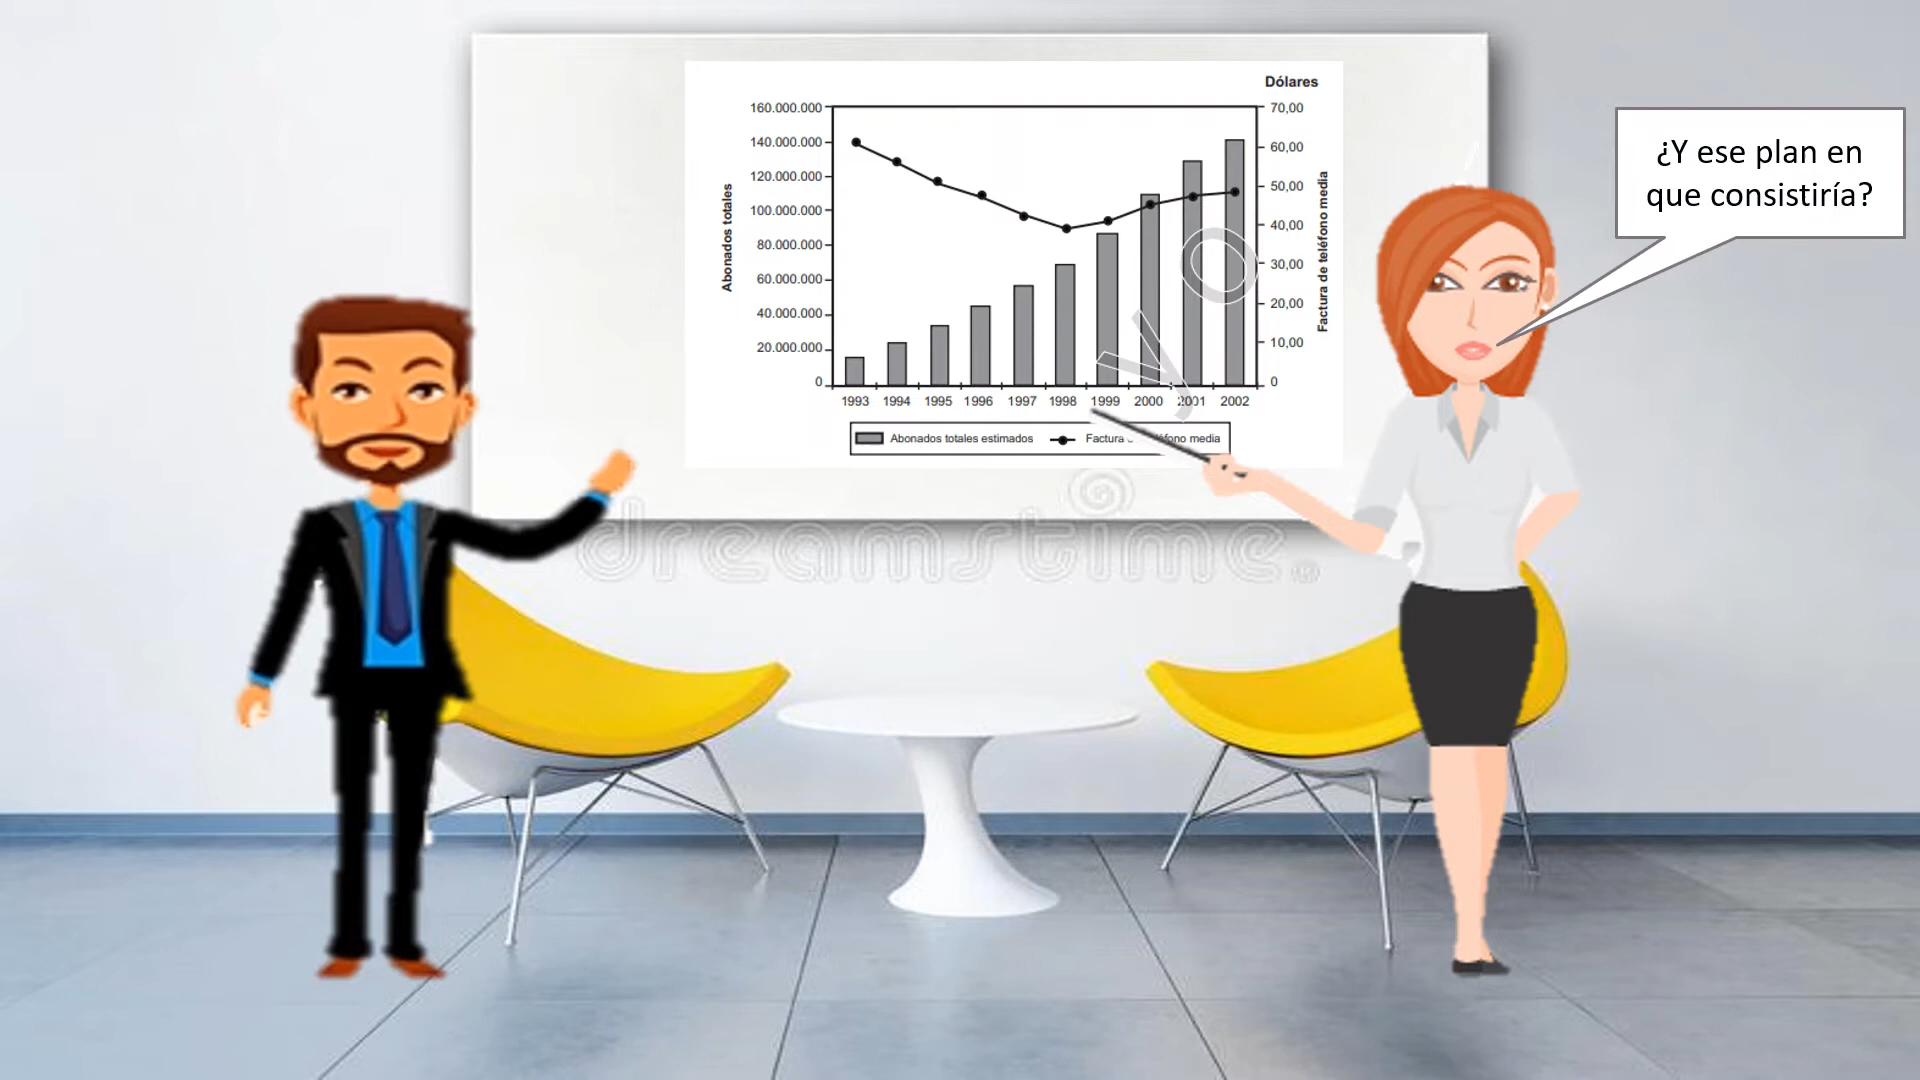 Dólares
160.000.000
140.000.000
120.000.000
100.000.000
80.000.000
60.000.000
40.000.000
20.000.000
0
Abonados totales
70,00
60,00
50,00
40,00
30,00
20,00
10,00
0
Factura de teléfono media
1993 1994 1995 1996 1997 1998 1999 2000 2001 2002
Abonados totales estimados
Factura media
¿Y ese plan en
que consistiría?
y o
dreamstime